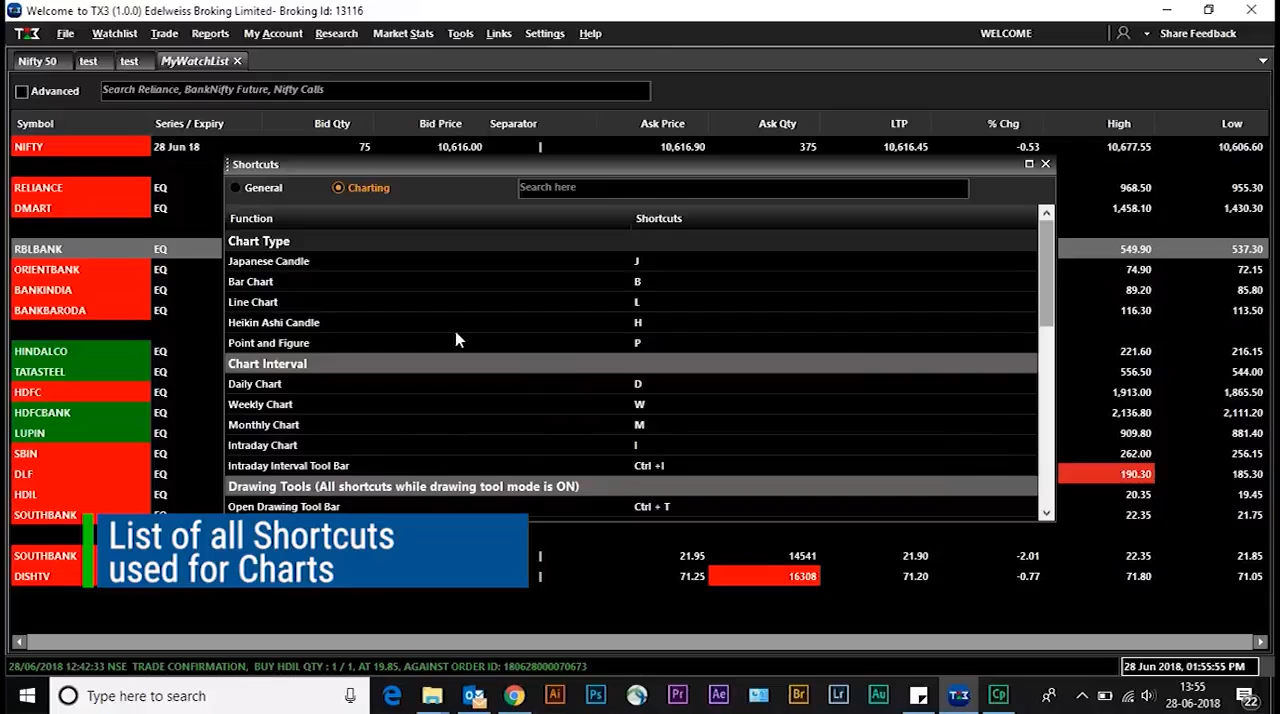 Welcome to TX3 (1.0.0) Edelweiss Broking Limited- Broking Id: 13116
TX3 File Watchlist Trade Reports My Account Research Market Stats Tools Links Settings Help WELCOME Share Feedback
Nifty 50 test test MyWatchList
Advanced Search Reliance, BankNifty Future, Nifty Calls
Symbol Series / Expiry Bid Qty Bid Price Separator Ask Price Ask Qty LTP % Chg High Low
NIFTY 28 Jun 18 75 10,616.00 | 10,616.90 375 10,616.45 -0.53 10,677.55 10,606.60
Shortcuts
General Charting Search here
RELIANCE EQ 968.50 955.30
DMART EQ 1,458.10 1,430.30
Function Shortcuts
Chart Type
RBLBANK EQ 549.90 537.30
Japanese Candle J
ORIENTBANK EQ 74.90 72.15
Bar Chart B
BANKINDIA EQ 89.20 85.80
Line Chart L
BANKBARODA EQ 116.30 113.50
Heikin Ashi Candle H
Point and Figure P
HINDALCO EQ 221.60 216.15
Chart Interval
TATASTEEL EQ 556.50 544.00
Daily Chart D
HDFC EQ 1,913.00 1,865.50
Weekly Chart W
HDFCBANK EQ 2,136.80 2,111.20
Monthly Chart M
LUPIN EQ 909.80 881.40
Intraday Chart I
SBIN EQ 262.00 256.15
Intraday Interval Tool Bar Ctrl +I
DLF EQ 190.30 185.30
Drawing Tools (All shortcuts while drawing tool mode is ON)
HDIL EQ 20.35 19.45
Open Drawing Tool Bar Ctrl + T
SOUTHBANK 22.35 21.75
List of all Shortcuts
used for Charts
SOUTHBANK | 21.95 14541 21.90 -2.01 22.35 21.85
DISHTV | 71.25 16308 71.20 -0.77 71.80 71.05
28/06/2018 12:42:33 NSE TRADE CONFIRMATION, BUY HDIL QTY : 1 / 1, AT 19.85, AGAINST ORDER ID: 180628000070673
28 Jun 2018, 01:55:55 PM
Type here to search
Ai Ps Pr Ae Br Lr Au TX3 Cp
13:55
28-06-2018
22